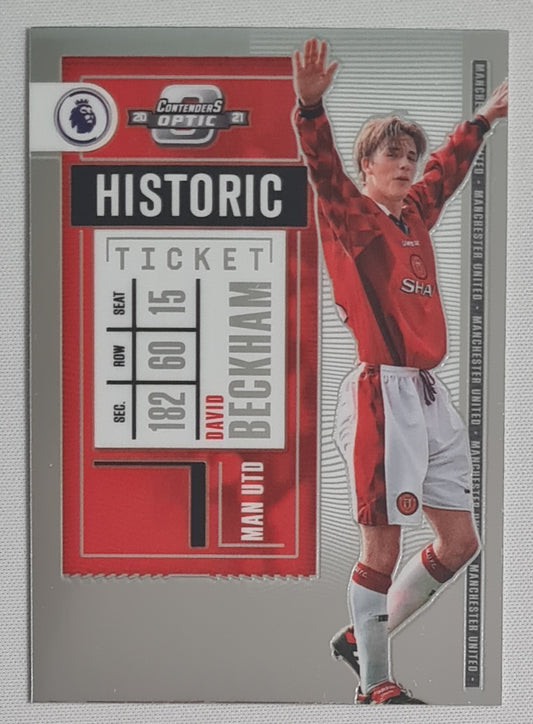 CONTENDERS
20 OPTIC 21
HISTORIC
TICKET
SEC. 182
ROW 60
SEAT 15
DAVID
BECKHAM
MAN UTD
MANCHESTER UNITED • MANCHESTER UNITED • MANCHESTER UNITED • MANCHESTER UNITED • MANCHESTER UNITED •
UMBRO
SHA